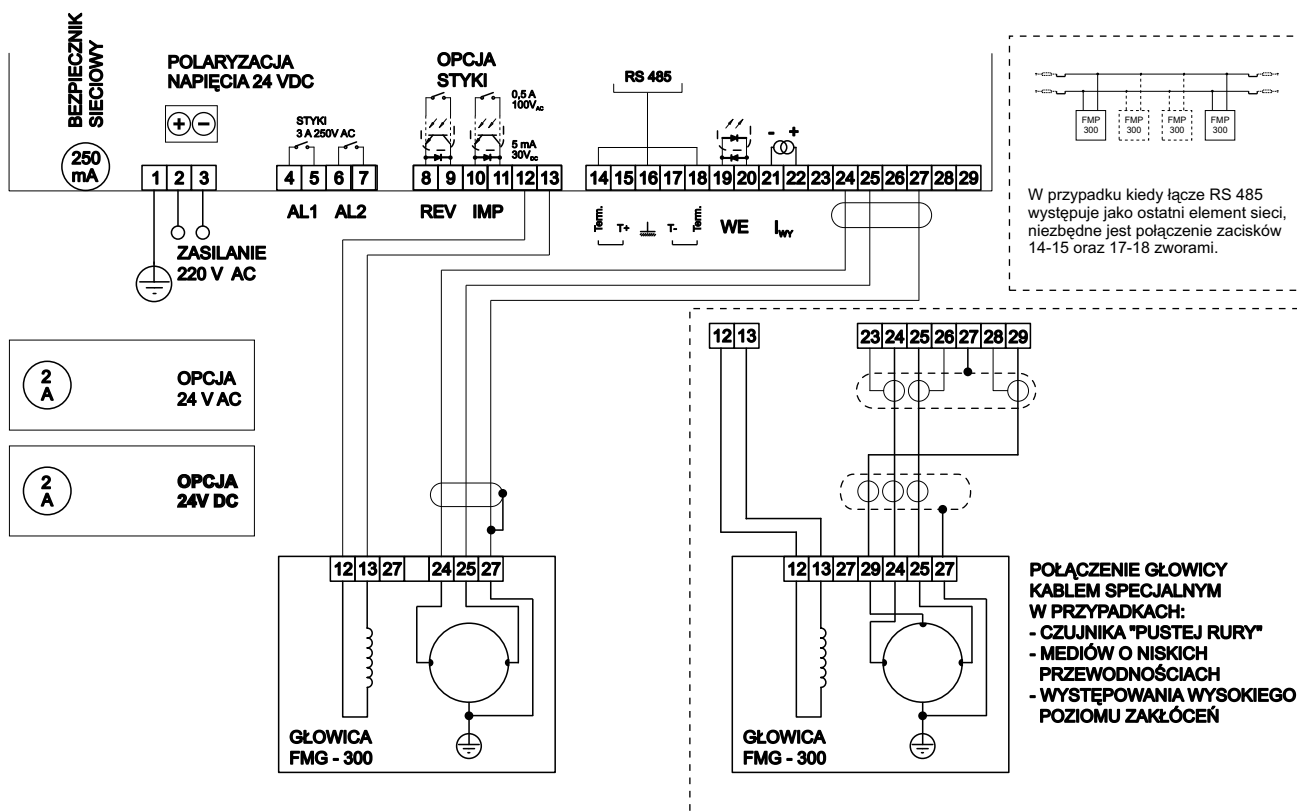 BEZPIECZNIK
SIECIOWY
250
mA
POLARYZACJA
NAPIĘCIA 24 VDC
+ -
STYKI
3 A 250V AC
OPCJA
STYKI
0,5 A
100VAC
5 mA
30VDC
RS 485
- +
1 2 3
4 5 6 7
8 9 10 11 12 13
14 15 16 17 18 19 20 21 22 23 24 25 26 27 28 29
AL1 AL2
REV IMP
Term. T+ T- Term.
WE IWY
ZASILANIE
220 V AC
FMP
300
FMP
300
FMP
300
FMP
300
W przypadku kiedy łącze RS 485
występuje jako ostatni element sieci,
niezbędne jest połączenie zacisków
14-15 oraz 17-18 zworami.
2
A
OPCJA
24 V AC
2
A
OPCJA
24V DC
12 13 27 24 25 27
GŁOWICA
FMG - 300
12 13
23 24 25 26 27 28 29
12 13 27 29 24 25 27
GŁOWICA
FMG - 300
POŁĄCZENIE GŁOWICY
KABLEM SPECJALNYM
W PRZYPADKACH:
- CZUJNIKA "PUSTEJ RURY"
- MEDIÓW O NISKICH
PRZEWODNOŚCIACH
- WYSTĘPOWANIA WYSOKIEGO
POZIOMU ZAKŁÓCEŃ